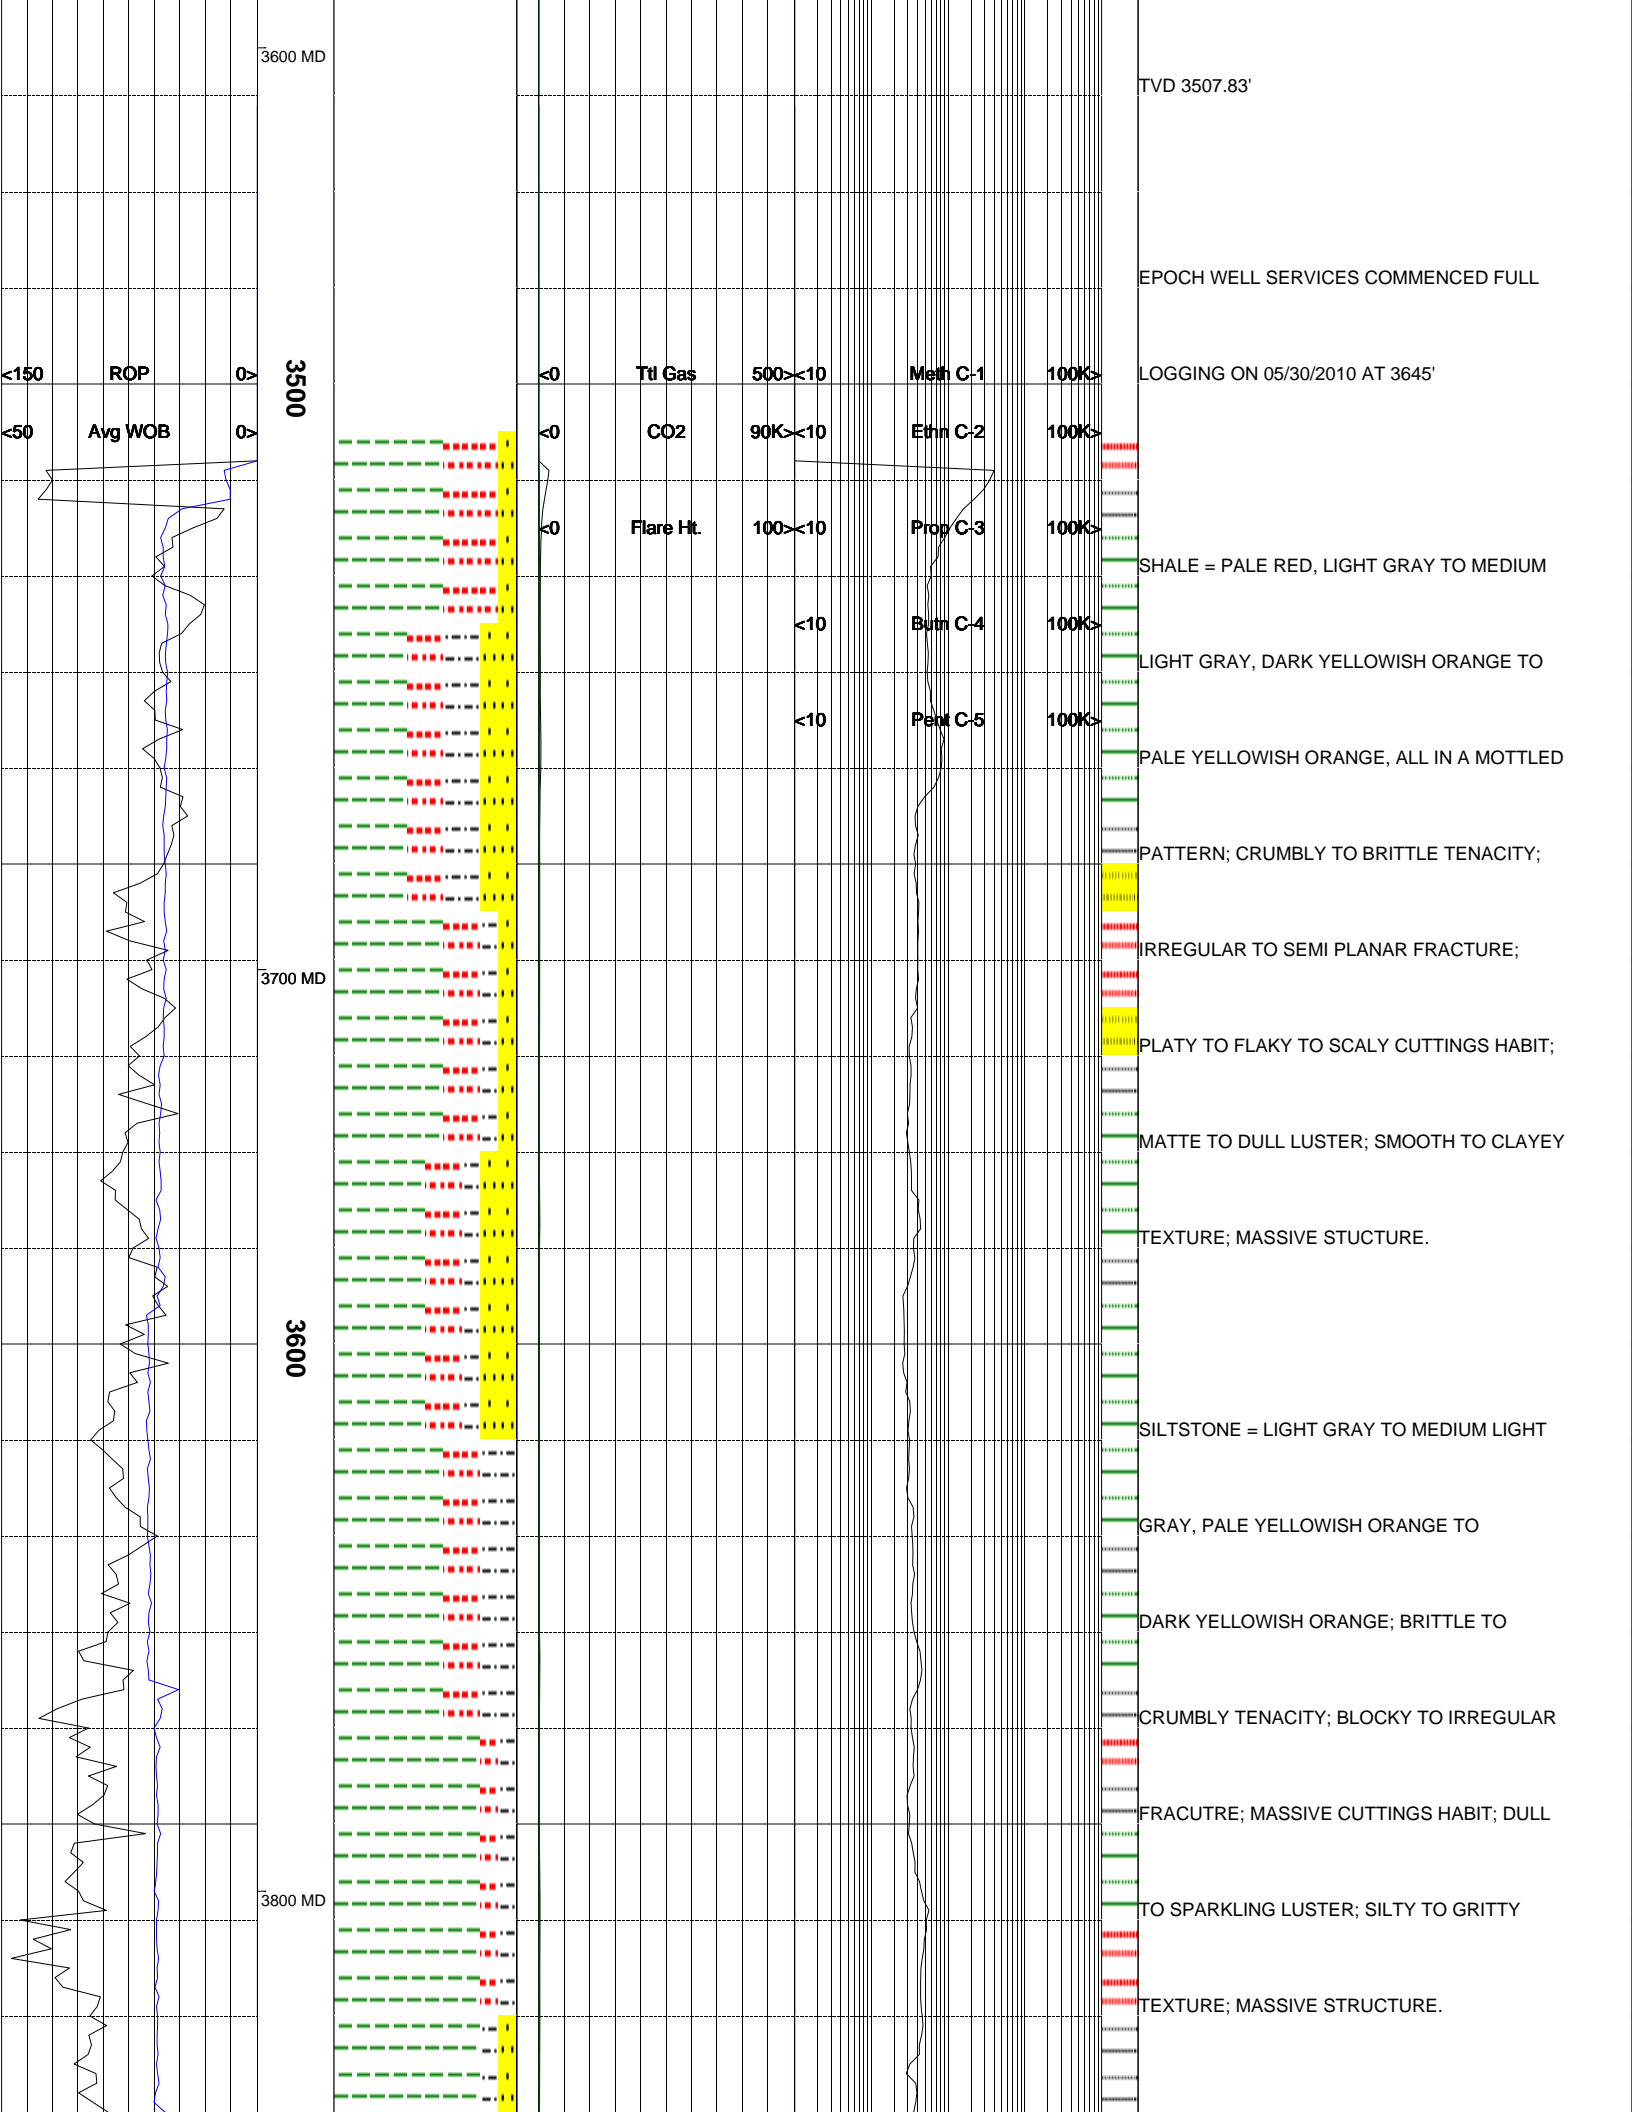 3600 MD
TVD 3507.83'
EPOCH WELL SERVICES COMMENCED FULL
<150 ROP 0> 3500 <0 Ttl Gas 500> <10 Meth C-1 100K> LOGGING ON 05/30/2010 AT 3645'
<50 Avg WOB 0> <0 CO2 90K> <10 Ethn C-2 100K>
<0 Flare Ht. 100> <10 Prop C-3 100K>
SHALE = PALE RED, LIGHT GRAY TO MEDIUM
<10 Butn C-4 100K>
LIGHT GRAY, DARK YELLOWISH ORANGE TO
<10 Pent C-5 100K>
PALE YELLOWISH ORANGE, ALL IN A MOTTLED
PATTERN; CRUMBLY TO BRITTLE TENACITY;
IRREGULAR TO SEMI PLANAR FRACTURE;
3700 MD
PLATY TO FLAKY TO SCALY CUTTINGS HABIT;
MATTE TO DULL LUSTER; SMOOTH TO CLAYEY
TEXTURE; MASSIVE STUCTURE.
3600
SILTSTONE = LIGHT GRAY TO MEDIUM LIGHT
GRAY, PALE YELLOWISH ORANGE TO
DARK YELLOWISH ORANGE; BRITTLE TO
CRUMBLY TENACITY; BLOCKY TO IRREGULAR
FRACUTRE; MASSIVE CUTTINGS HABIT; DULL
3800 MD
TO SPARKLING LUSTER; SILTY TO GRITTY
TEXTURE; MASSIVE STRUCTURE.